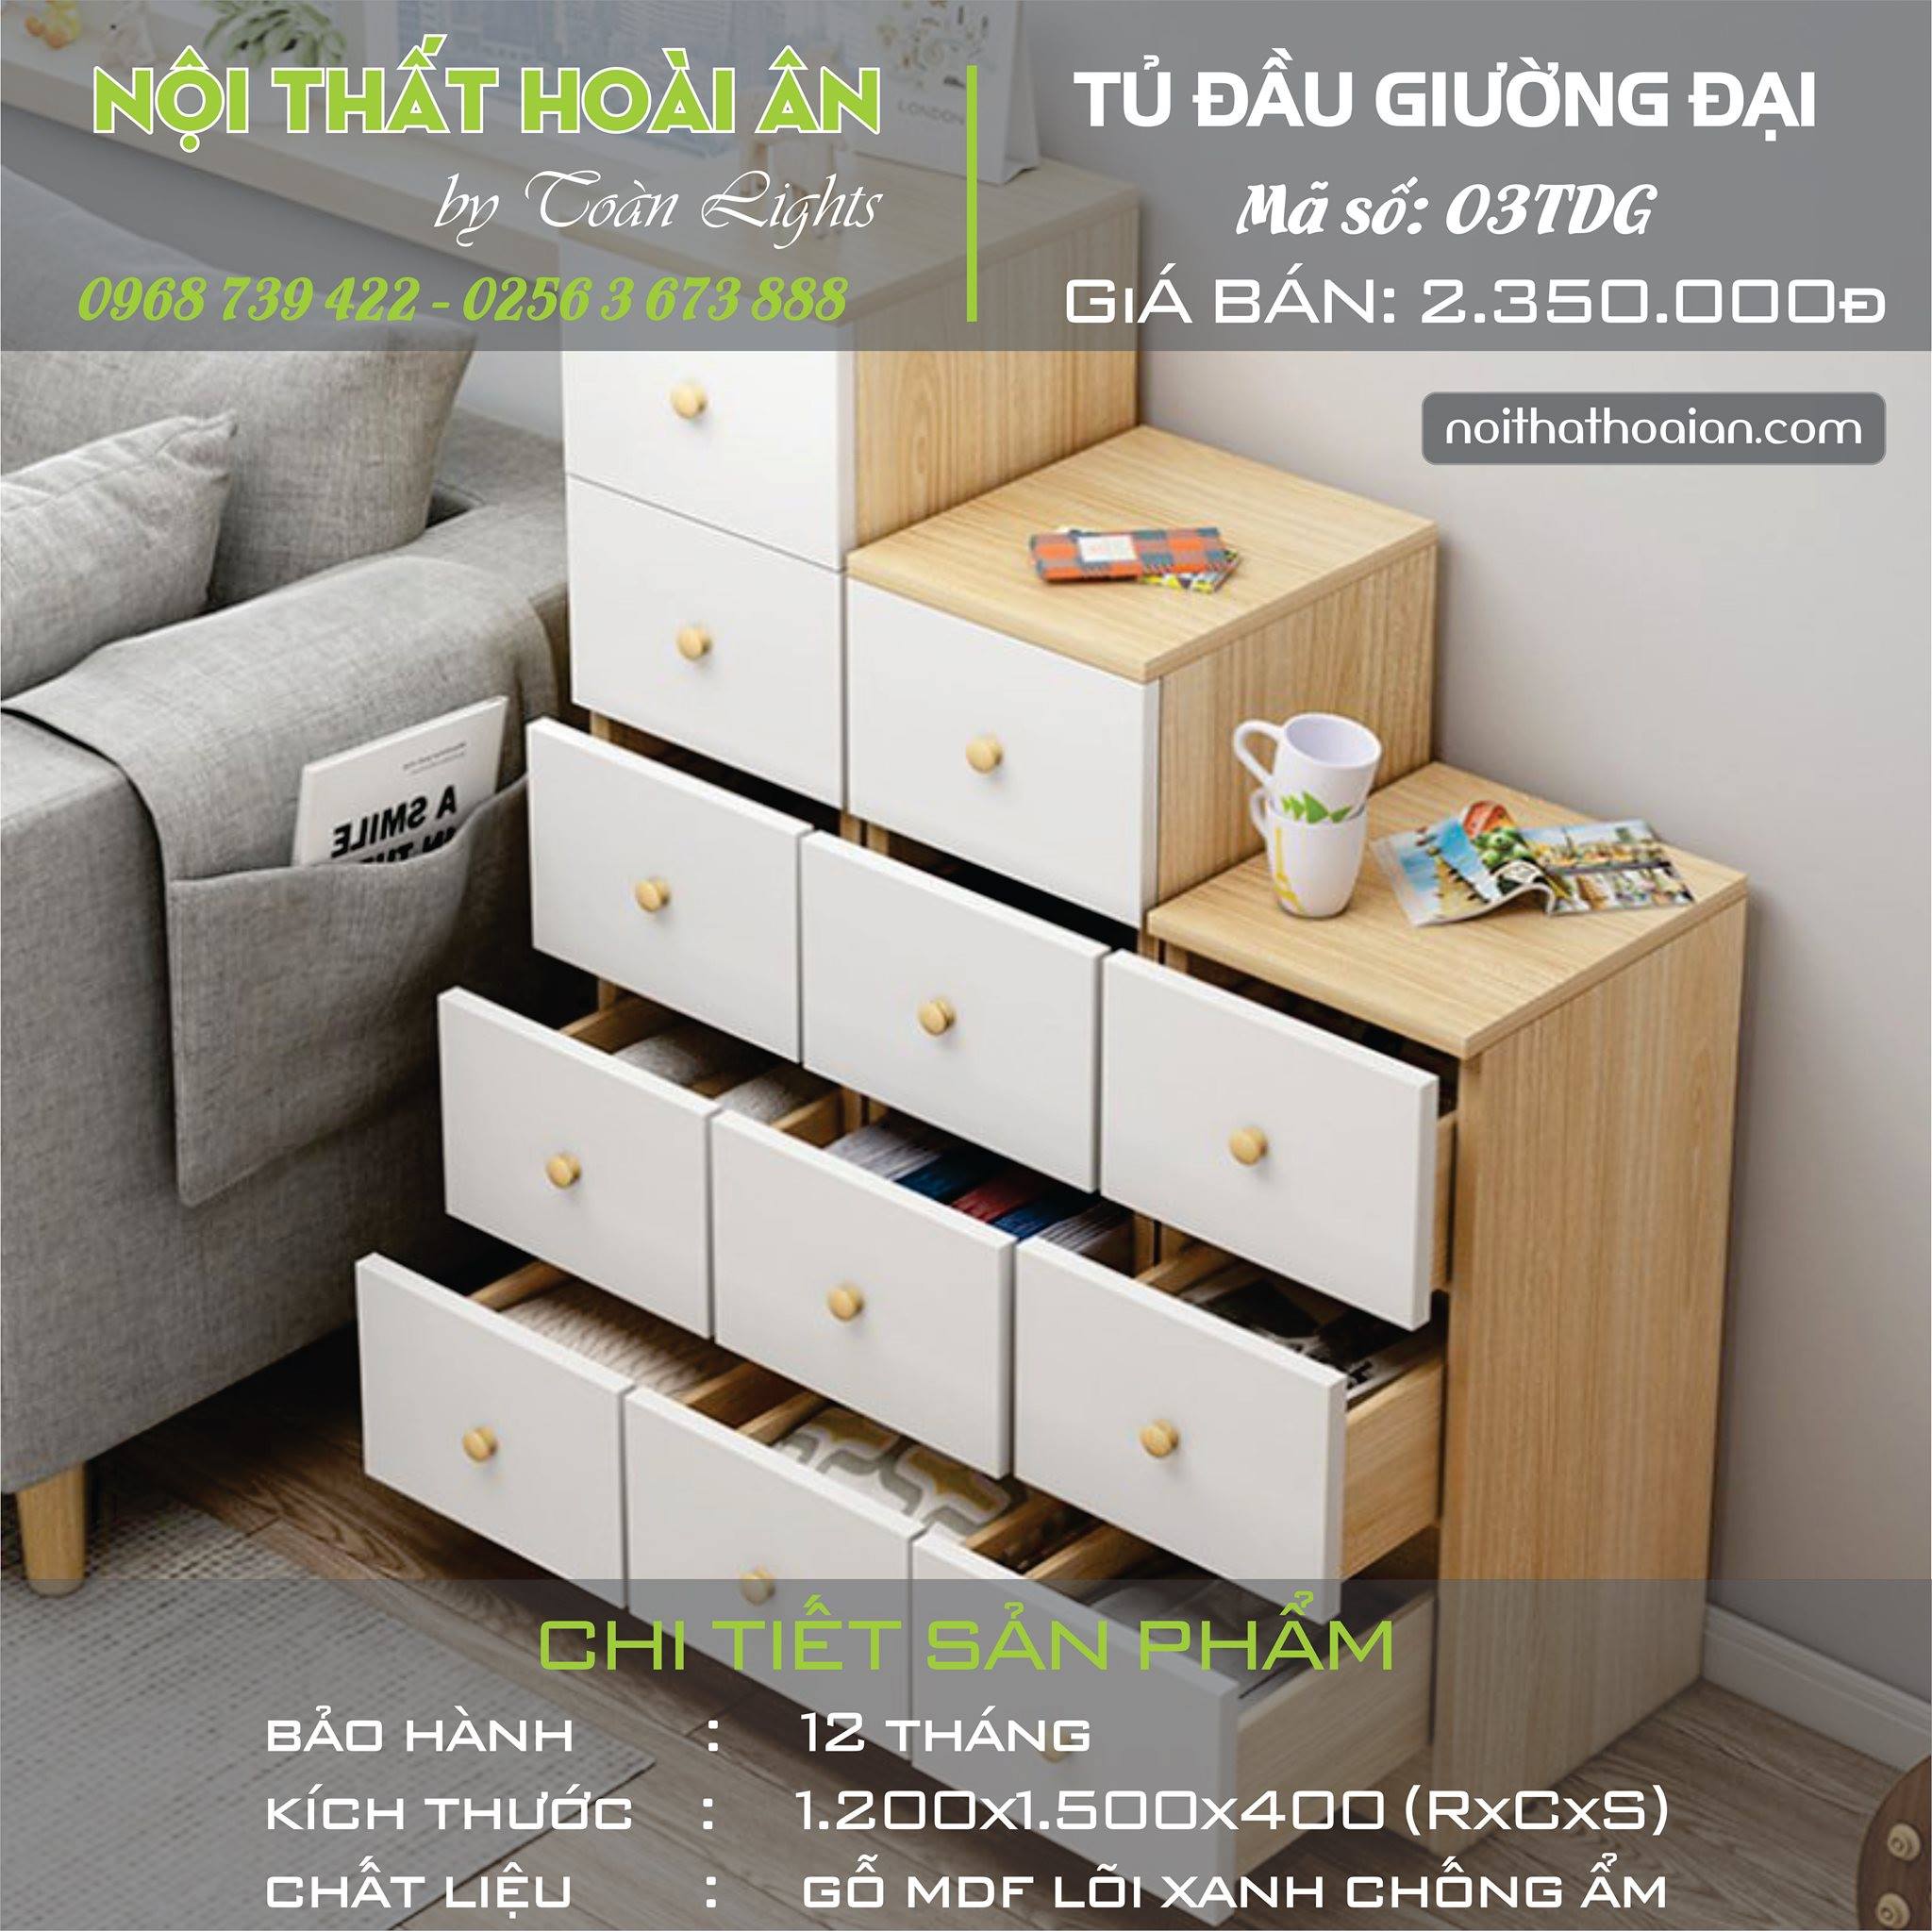 NỘI THẤT HOÀI ÂN
by Toàn Lights
0968 739 422 - 0256 3 673 888
TỦ ĐẦU GIƯỜNG ĐẠI
Mã số: 03TDG
GIÁ BÁN: 2.350.000Đ
noithathoaian.com
LONDON
A SMILE
CHI TIẾT SẢN PHẨM
BẢO HÀNH : 12 THÁNG
KÍCH THƯỚC : 1.200x1.500x400 (RxCxS)
CHẤT LIỆU : GỖ MDF LÕI XANH CHỐNG ẨM